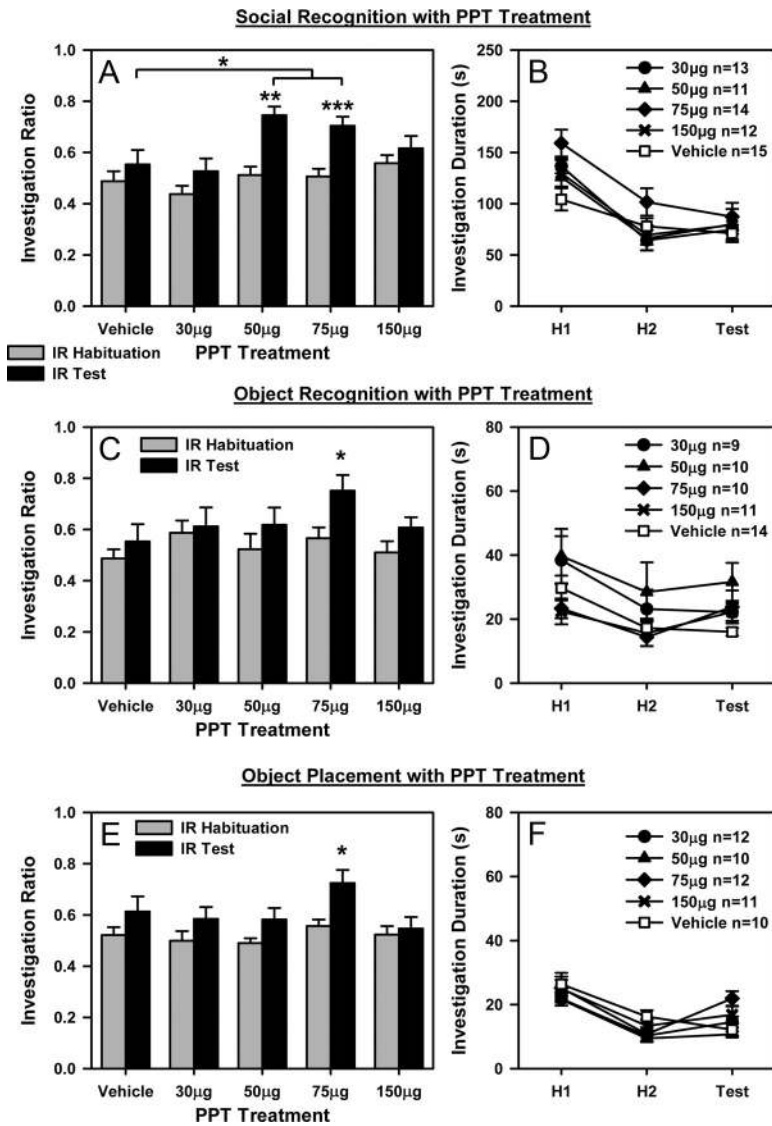 Social Recognition with PPT Treatment
A
*
**
***
Investigation Ratio
1.0
0.8
0.6
0.4
0.2
0.0
Vehicle 30μg 50μg 75μg 150μg
PPT Treatment
IR Habituation
IR Test
B
Investigation Duration (s)
250
200
150
100
50
0
30μg n=13
50μg n=11
75μg n=14
150μg n=12
Vehicle n=15
H1 H2 Test
Object Recognition with PPT Treatment
C
IR Habituation
IR Test
*
Investigation Ratio
1.0
0.8
0.6
0.4
0.2
0.0
Vehicle 30μg 50μg 75μg 150μg
PPT Treatment
D
Investigation Duration (s)
80
60
40
20
0
30μg n=9
50μg n=10
75μg n=10
150μg n=11
Vehicle n=14
H1 H2 Test
Object Placement with PPT Treatment
E
IR Habituation
IR Test
*
Investigation Ratio
1.0
0.8
0.6
0.4
0.2
0.0
Vehicle 30μg 50μg 75μg 150μg
PPT Treatment
F
Investigation Duration (s)
80
60
40
20
0
30μg n=12
50μg n=10
75μg n=12
150μg n=11
Vehicle n=10
H1 H2 Test